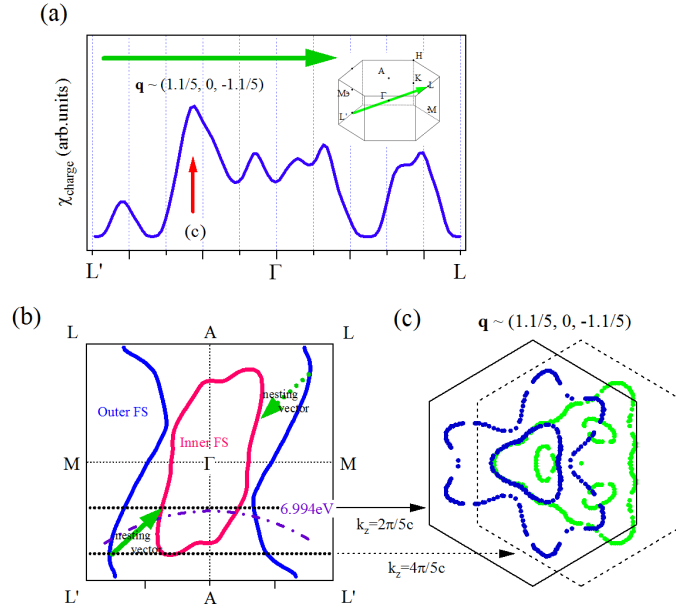 (a)
χcharge (arb.units)
q ~ (1.1/5, 0, -1.1/5)
H
A
K
L
M
Γ
M
L'
(c)
L' Γ L
(b)
L A L
Outer FS
Inner FS
nesting
vector
M Γ M
6.994eV
nesting
vector
L' A L'
(c)
q ~ (1.1/5, 0, -1.1/5)
kz=2π/5c
kz=4π/5c